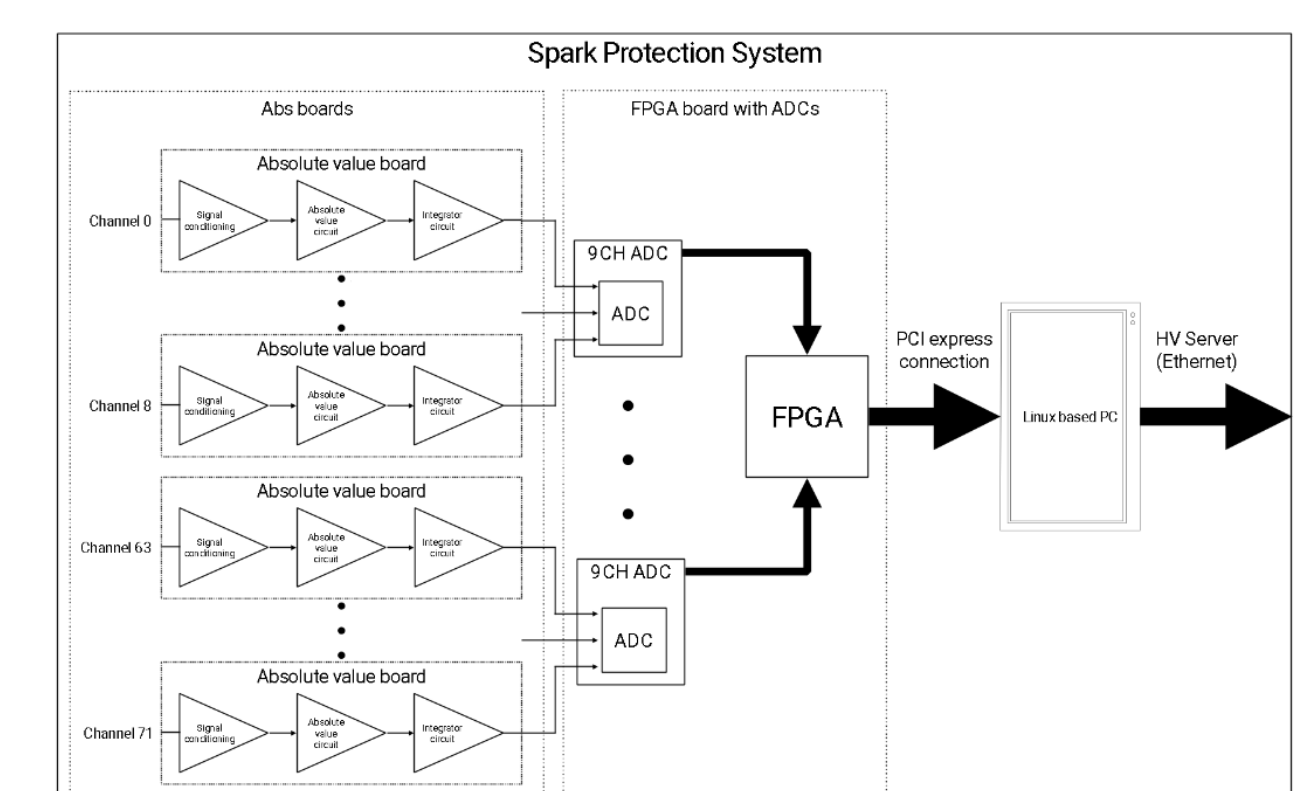 Spark Protection System
Abs boards
FPGA board with ADCs
Absolute value board
Channel 0
Signal
conditioning
Absolute
value
circuit
Integrator
circuit
9CH ADC
ADC
Absolute value board
Channel 8
Signal
conditioning
Absolute
value
circuit
Integrator
circuit
FPGA
PCI express
connection
Linux based PC
HV Server
(Ethernet)
Absolute value board
Channel 63
Signal
conditioning
Absolute
value
circuit
Integrator
circuit
9CH ADC
ADC
Absolute value board
Channel 71
Signal
conditioning
Absolute
value
circuit
Integrator
circuit